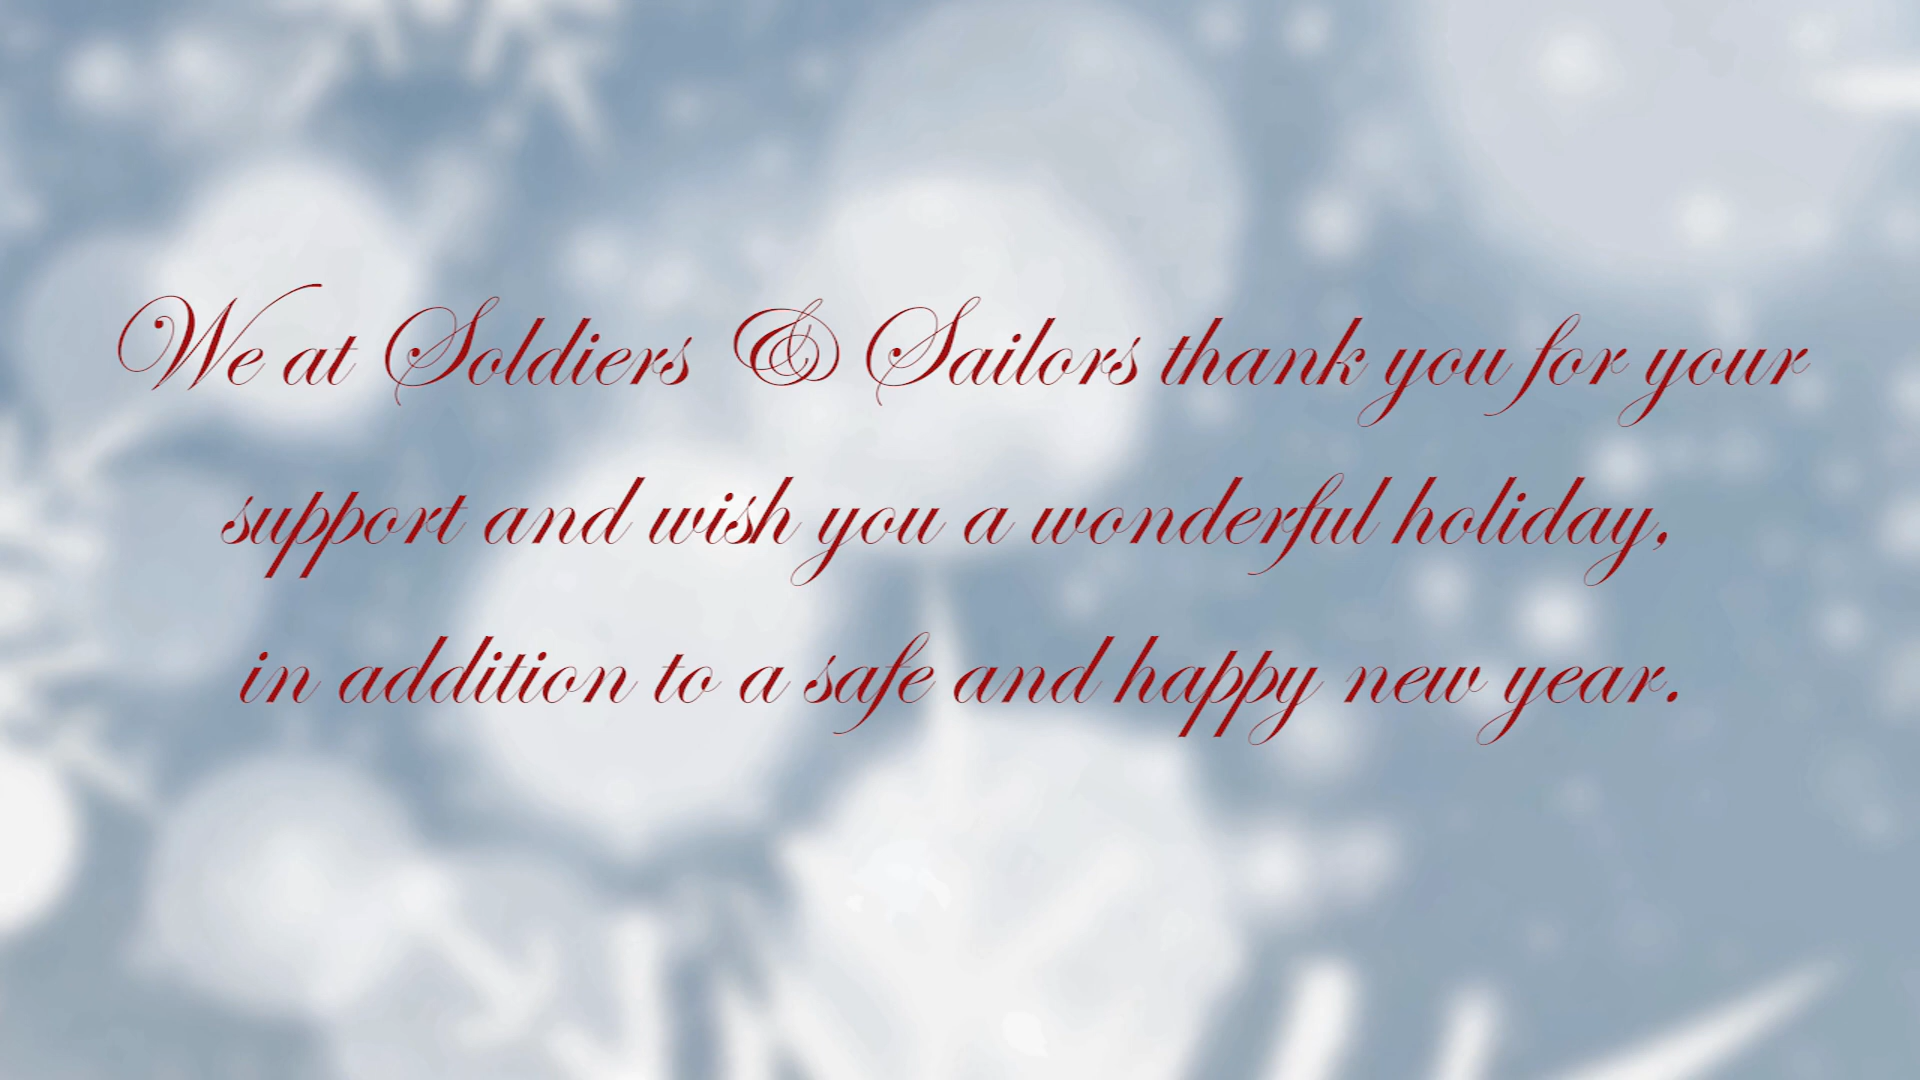 We at Soldiers & Sailors thank you for your
support and wish you a wonderful holiday,
in addition to a safe and happy new year.